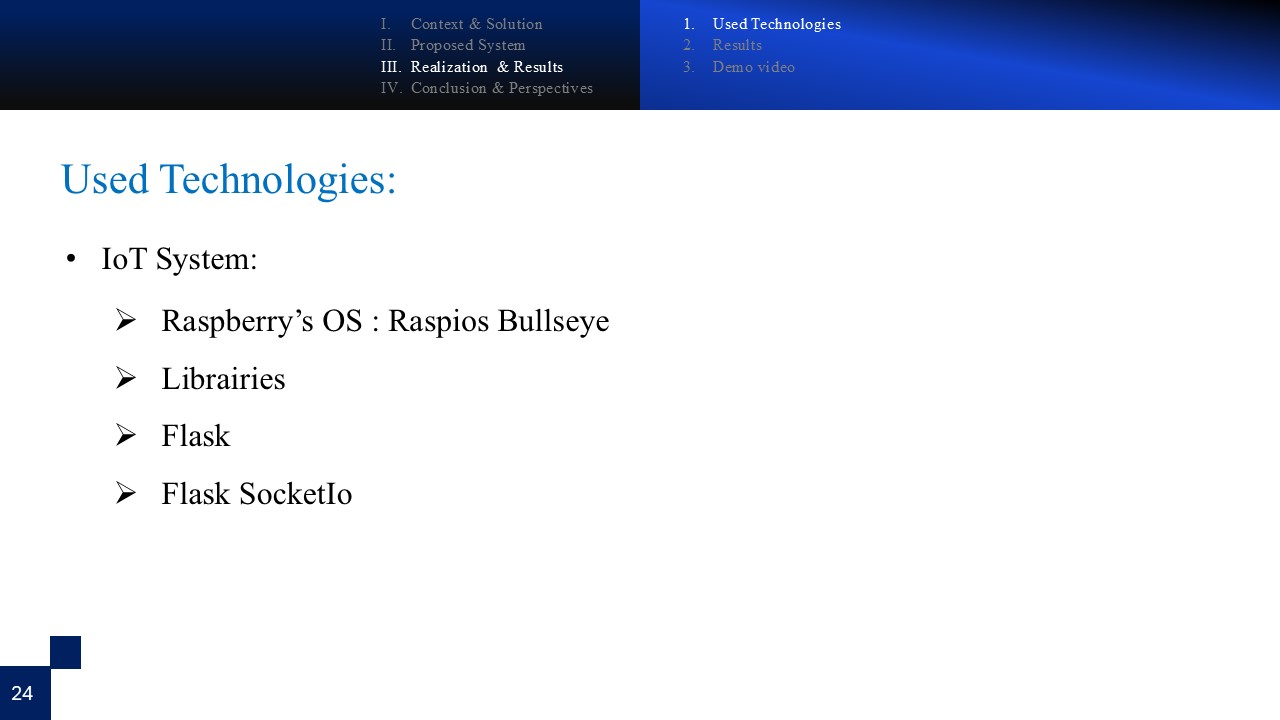 I. Context & Solution
II. Proposed System
III. Realization & Results
IV. Conclusion & Perspectives
1. Used Technologies
2. Results
3. Demo video
Used Technologies:
• IoT System:
➢ Raspberry’s OS : Raspios Bullseye
➢ Librairies
➢ Flask
➢ Flask SocketIo
24